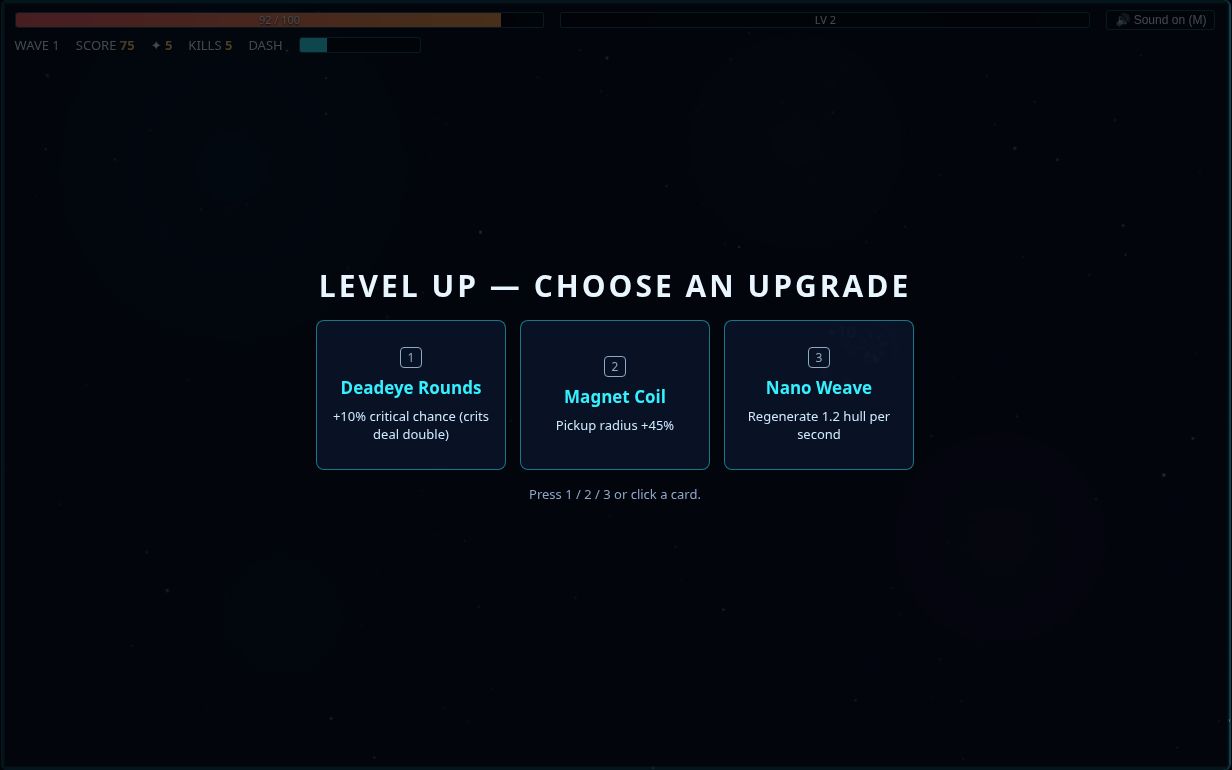 92 / 100
LV 2
🔊 Sound on (M)
WAVE 1 SCORE 75 ✦ 5 KILLS 5 DASH
LEVEL UP — CHOOSE AN UPGRADE
1
Deadeye Rounds
+10% critical chance (crits
deal double)
2
Magnet Coil
Pickup radius +45%
3
Nano Weave
Regenerate 1.2 hull per
second
Press 1 / 2 / 3 or click a card.